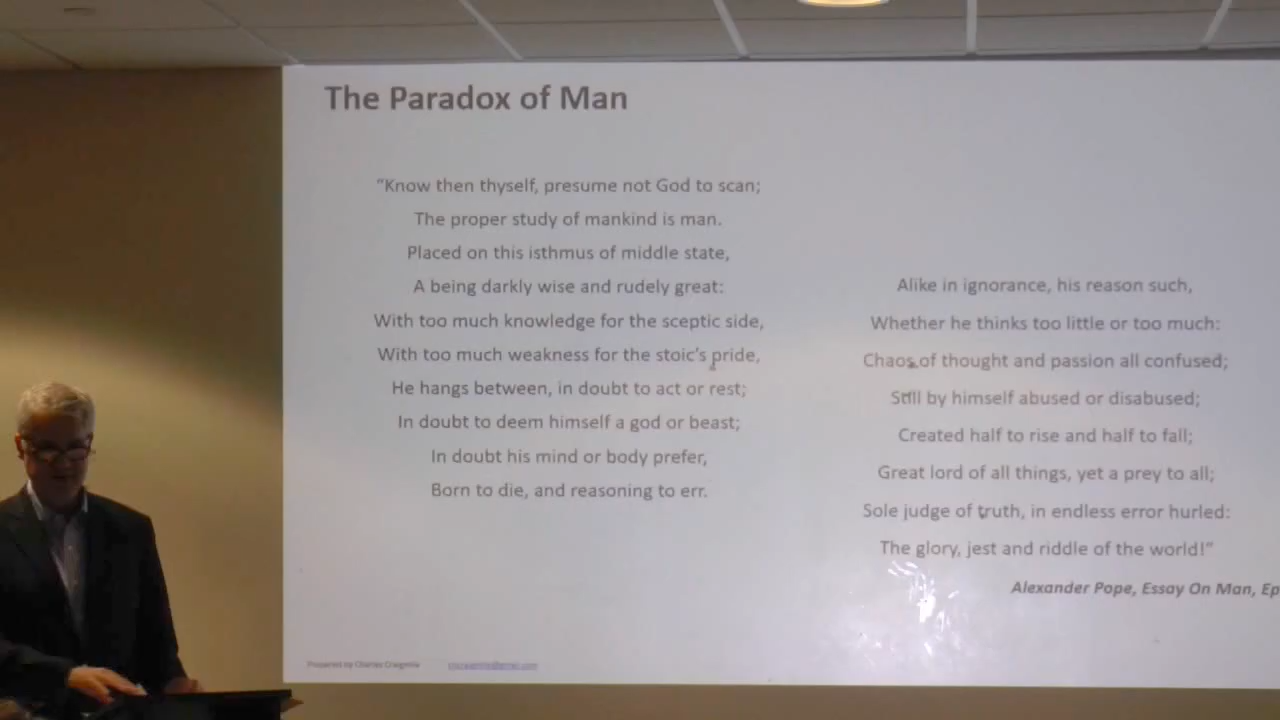 The Paradox of Man
“Know then thyself, presume not God to scan;
The proper study of mankind is man.
Placed on this isthmus of middle state,
A being darkly wise and rudely great:
With too much knowledge for the sceptic side,
With too much weakness for the stoic’s pride,
He hangs between, in doubt to act or rest;
In doubt to deem himself a god or beast;
In doubt his mind or body prefer,
Born to die, and reasoning to err.
Alike in ignorance, his reason such,
Whether he thinks too little or too much:
Chaos of thought and passion all confused;
Still by himself abused or disabused;
Created half to rise and half to fall;
Great lord of all things, yet a prey to all;
Sole judge of truth, in endless error hurled:
The glory, jest and riddle of the world!”
Alexander Pope, Essay On Man, Ep
Prepared by Charles